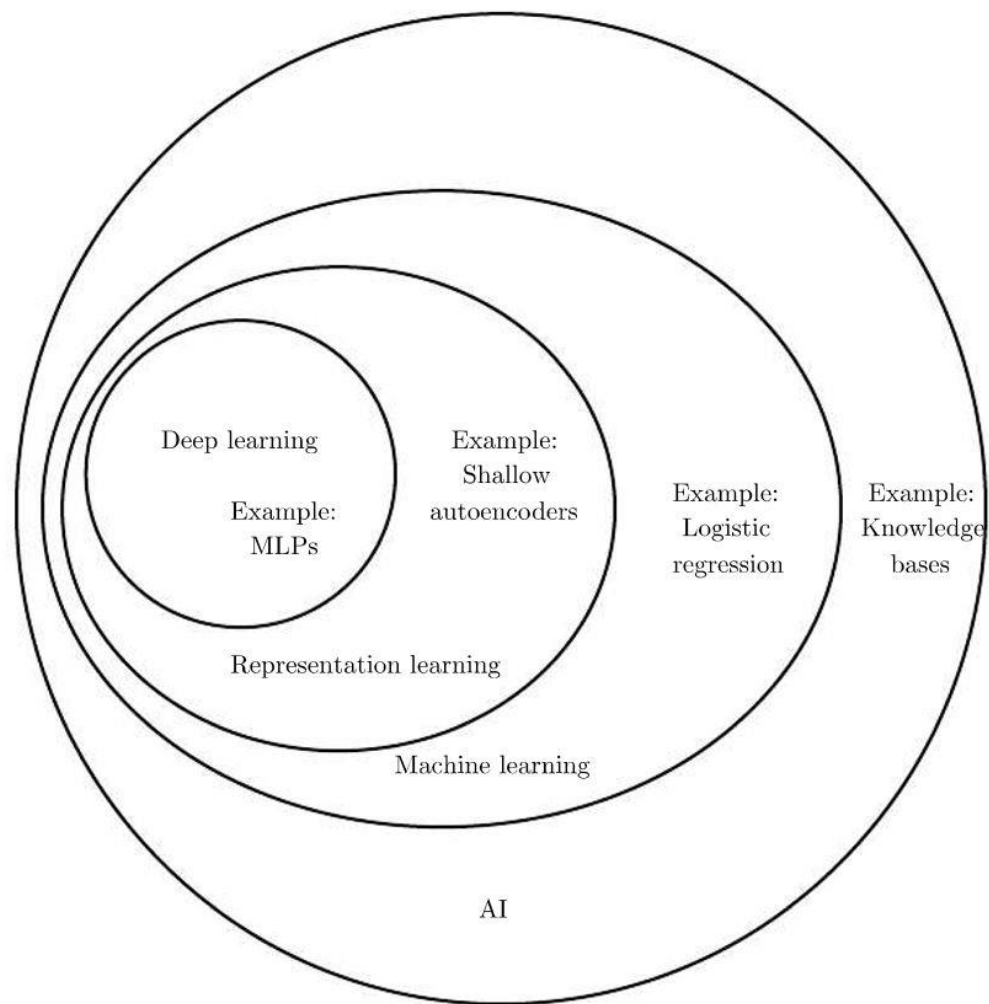 Deep learning
Example:
MLPs
Example:
Shallow
autoencoders
Example:
Logistic
regression
Example:
Knowledge
bases
Representation learning
Machine learning
AI